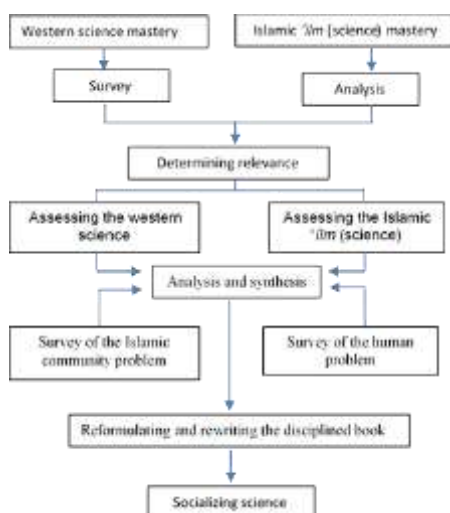 Western science mastery
Islamic 'ilm (science) mastery
Survey
Analysis
Determining relevance
Assessing the western
science
Assessing the Islamic
'ilm (science)
Analysis and synthesis
Survey of the Islamic
community problem
Survey of the human
problem
Reformulating and rewriting the disciplined book
Socializing science